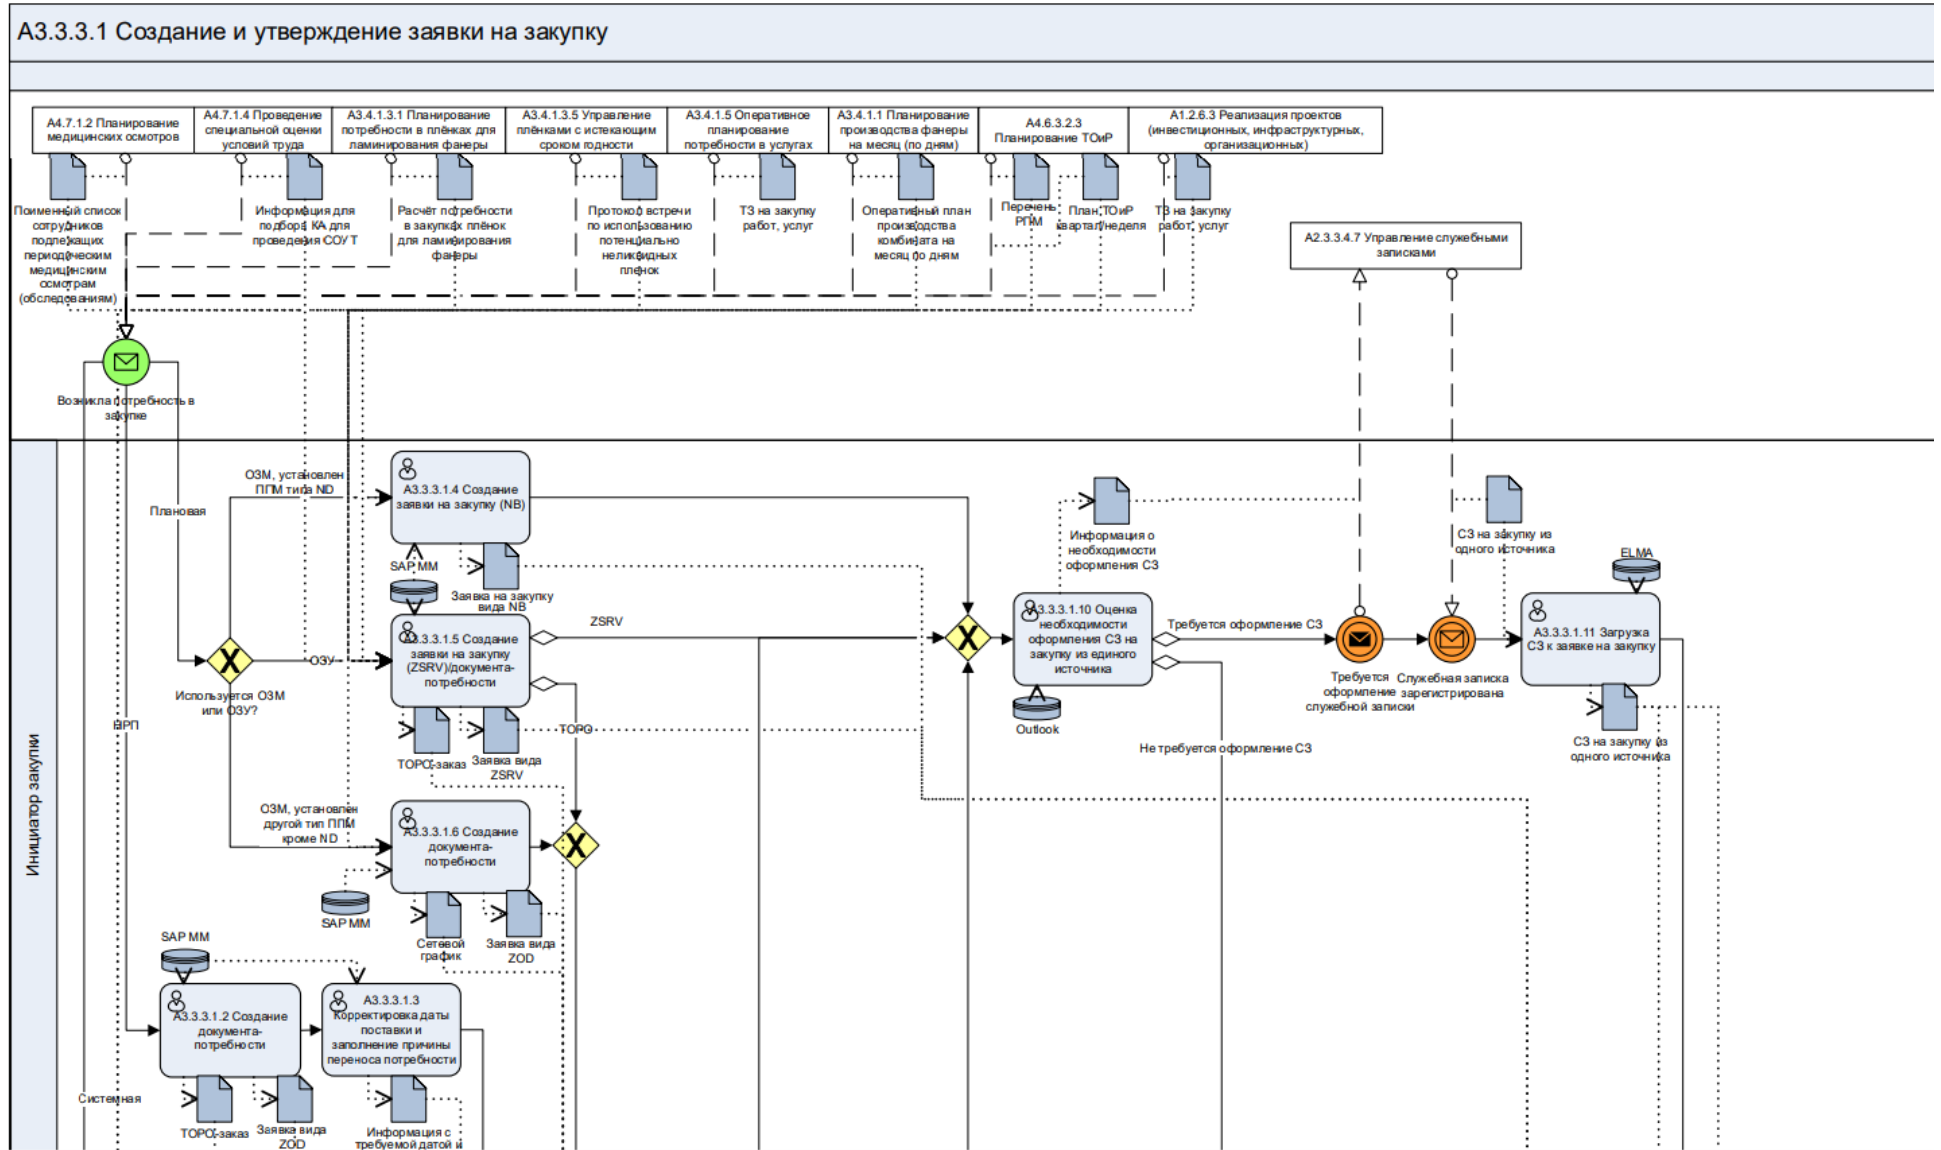 А3.3.3.1 Создание и утверждение заявки на закупку
А4.7.1.2 Планирование
медицинских осмотров
А4.7.1.4 Проведение
специальной оценки
условий труда
А3.4.1.3.1 Планирование
потребности в плёнках для
ламинирования фанеры
А3.4.1.3.5 Управление
плёнками с истекающим
сроком годности
А3.4.1.5 Оперативное
планирование
потребности в услугах
А3.4.1.1 Планирование
производства фанеры
на месяц (по дням)
А4.6.3.2.3
Планирование ТОиР
А1.2.6.3 Реализация проектов
(инвестиционных, инфраструктурных,
организационных)
Поименный список
сотрудников
подлежащих
периодическим
медицинским
осмотрам
(обследованиям)
Информация для
подбора КА для
проведения СОУТ
Расчёт потребности
в закупках плёнок
для ламинирования
фанеры
Протокол встречи
по использованию
потенциально
неликвидных
пленок
ТЗ на закупку
работ, услуг
Оперативный план
производства
комбината на
месяц по дням
Перечень
РПМ
План ТОиР
квартал/неделя
ТЗ на закупку
работ, услуг
А2.3.3.4.7 Управление служебными
записками
Возникла потребность в
закупке
Инициатор закупки
ОЗМ, установлен
ППМ типа ND
Плановая
А3.3.3.1.4 Создание
заявки на закупку (NB)
SAP MM
Заявка на закупку
вида NB
Информация о
необходимости
оформления СЗ
СЗ на закупку из
одного источника
ELMA
А3.3.3.1.5 Создание
заявки на закупку
(ZSRV)/документа-
потребности
ZSRV
ОЗУ
Используется ОЗМ
или ОЗУ?
А3.3.3.1.10 Оценка
необходимости
оформления СЗ на
закупку из единого
источника
Outlook
Требуется оформление СЗ
Не требуется оформление СЗ
Требуется
оформление
служебной записки
Служебная записка
зарегистрирована
А3.3.3.1.11 Загрузка
СЗ к заявке на закупку
СЗ на закупку из
одного источника
НРП
ТОРО
ТОРО-заказ
Заявка вида
ZSRV
ОЗМ, установлен
другой тип ППМ
кроме ND
А3.3.3.1.6 Создание
документа-
потребности
SAP MM
Сетевой
график
Заявка вида
ZOD
SAP MM
А3.3.3.1.2 Создание
документа-
потребности
А3.3.3.1.3
Корректировка даты
поставки и
заполнение причины
переноса потребности
Системная
ТОРО-заказ
Заявка вида
ZOD
Информация с
требуемой датой и